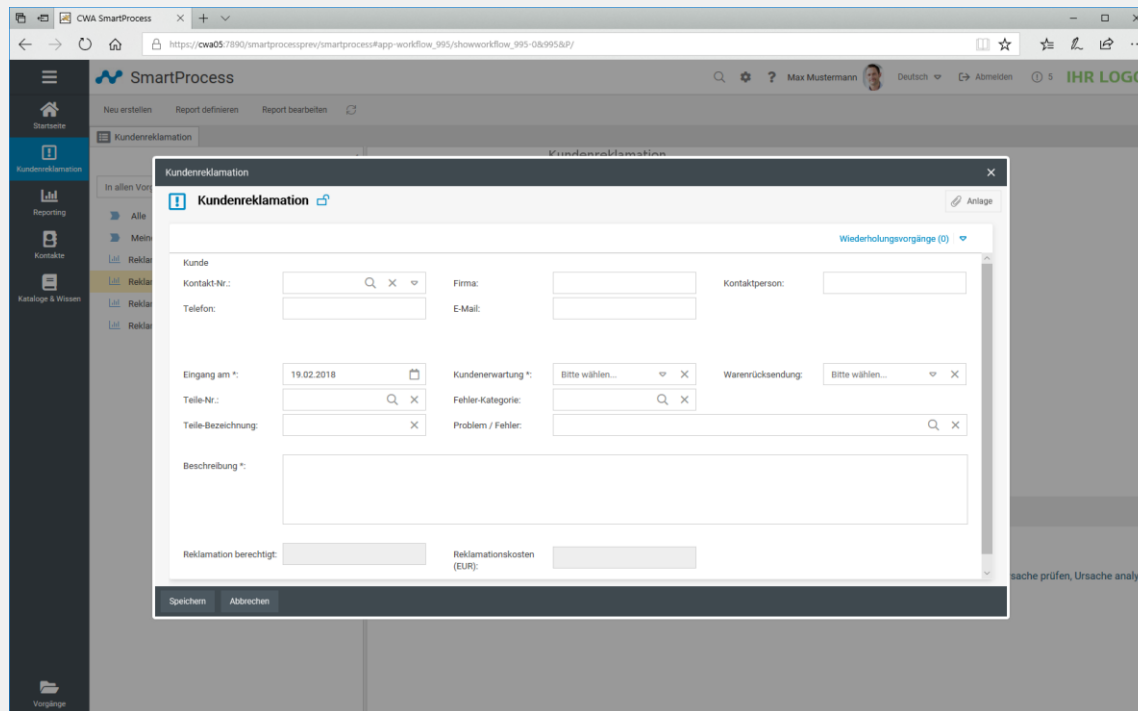 CWA SmartProcess
https://cwa05:7890/smartprocessprev/smartprocess#app-workflow_995/showworkflow_995-0&995&P/
SmartProcess
? Max Mustermann Deutsch Abmelden 5 IHR LOGO
Startseite
Neu erstellen Report definieren Report bearbeiten
Kundenreklamation
Kundenreklamation
Kundenreklamation
In allen Vorg
Reporting
Alle
Mein
Kontakte
Reklar
Reklar
Kataloge & Wissen
Reklar
Reklar
Vorgänge
Kundenreklamation
Kundenreklamation
Anlage
Wiederholungsvorgänge (0)
Kunde
Kontakt-Nr.: Firma: Kontaktperson:
Telefon: E-Mail:
Eingang am *: 19.02.2018 Kundenerwartung *: Bitte wählen... Warenrücksendung: Bitte wählen...
Teile-Nr.: Fehler-Kategorie:
Teile-Bezeichnung: Problem / Fehler:
Beschreibung *:
Reklamation berechtigt: Reklamationskosten
(EUR):
Speichern Abbrechen
sache prüfen, Ursache analy